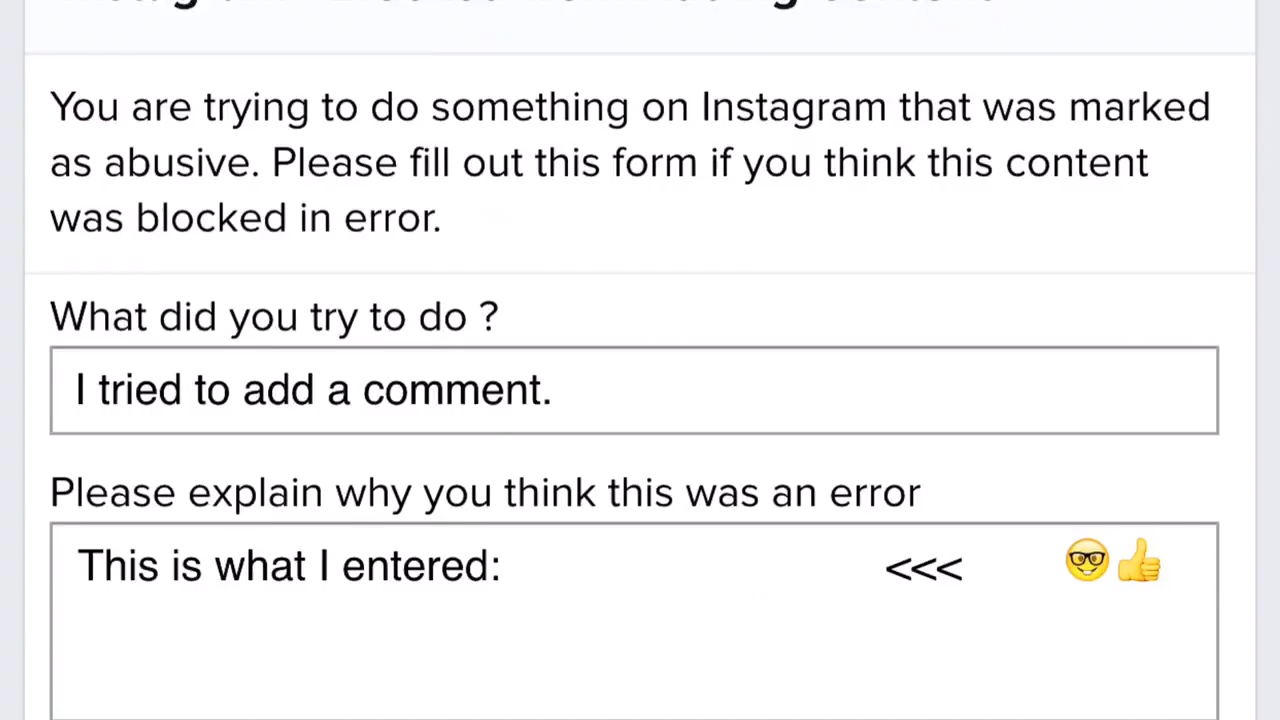 You are trying to do something on Instagram that was marked
as abusive. Please fill out this form if you think this content
was blocked in error.
What did you try to do ?
I tried to add a comment.
Please explain why you think this was an error
This is what I entered: <<< 🤓👍